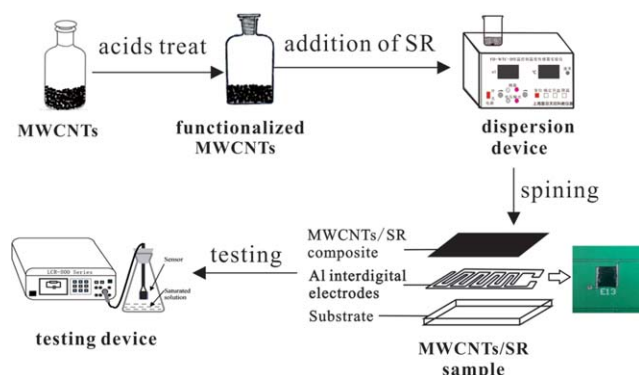 acids treat
addition of SR
MWCNTs
functionalized
MWCNTs
dispersion
device
spining
MWCNTs/SR
composite
Al interdigital
electrodes
Substrate
MWCNTs/SR
sample
testing
LCR-800 Series
Sensor
Saturated
solution
testing device